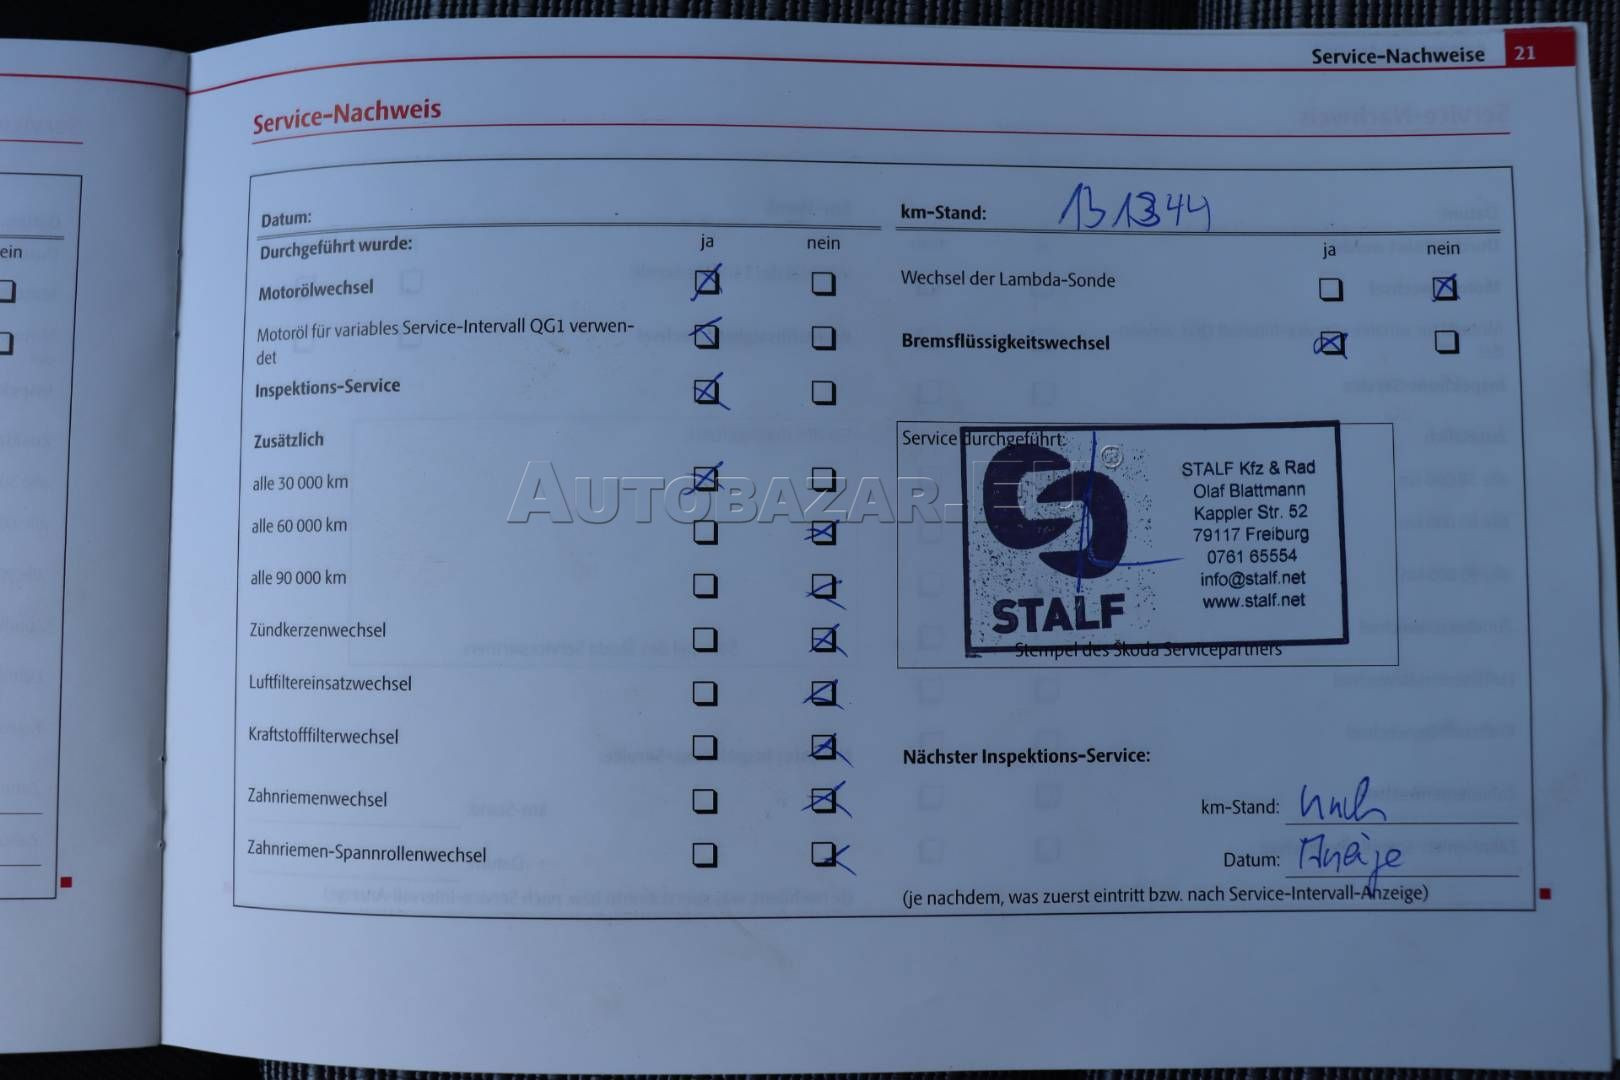 Service-Nachweise 21
Service-Nachweis
Datum:
km-Stand: 131344
Durchgeführt wurde: ja nein
ja nein
Motorölwechsel
Wechsel der Lambda-Sonde
Motoröl für variables Service-Intervall QG1 verwen-
det
Bremsflüssigkeitswechsel
Inspektions-Service
Zusätzlich
Service durchgeführt:
alle 30 000 km
alle 60 000 km
alle 90 000 km
Zündkerzenwechsel
Luftfiltereinsatzwechsel
Kraftstofffilterwechsel
Zahnriemenwechsel
Zahnriemen-Spannrollenwechsel
AUTOBAZAR.EU®
STALF
STALF Kfz & Rad
Olaf Blattmann
Kappler Str. 52
79117 Freiburg
0761 65554
info@stalf.net
www.stalf.net
Stempel des Škoda Servicepartners
Nächster Inspektions-Service:
km-Stand: nach
Datum:
(je nachdem, was zuerst eintritt bzw. nach Service-Intervall-Anzeige)
ein